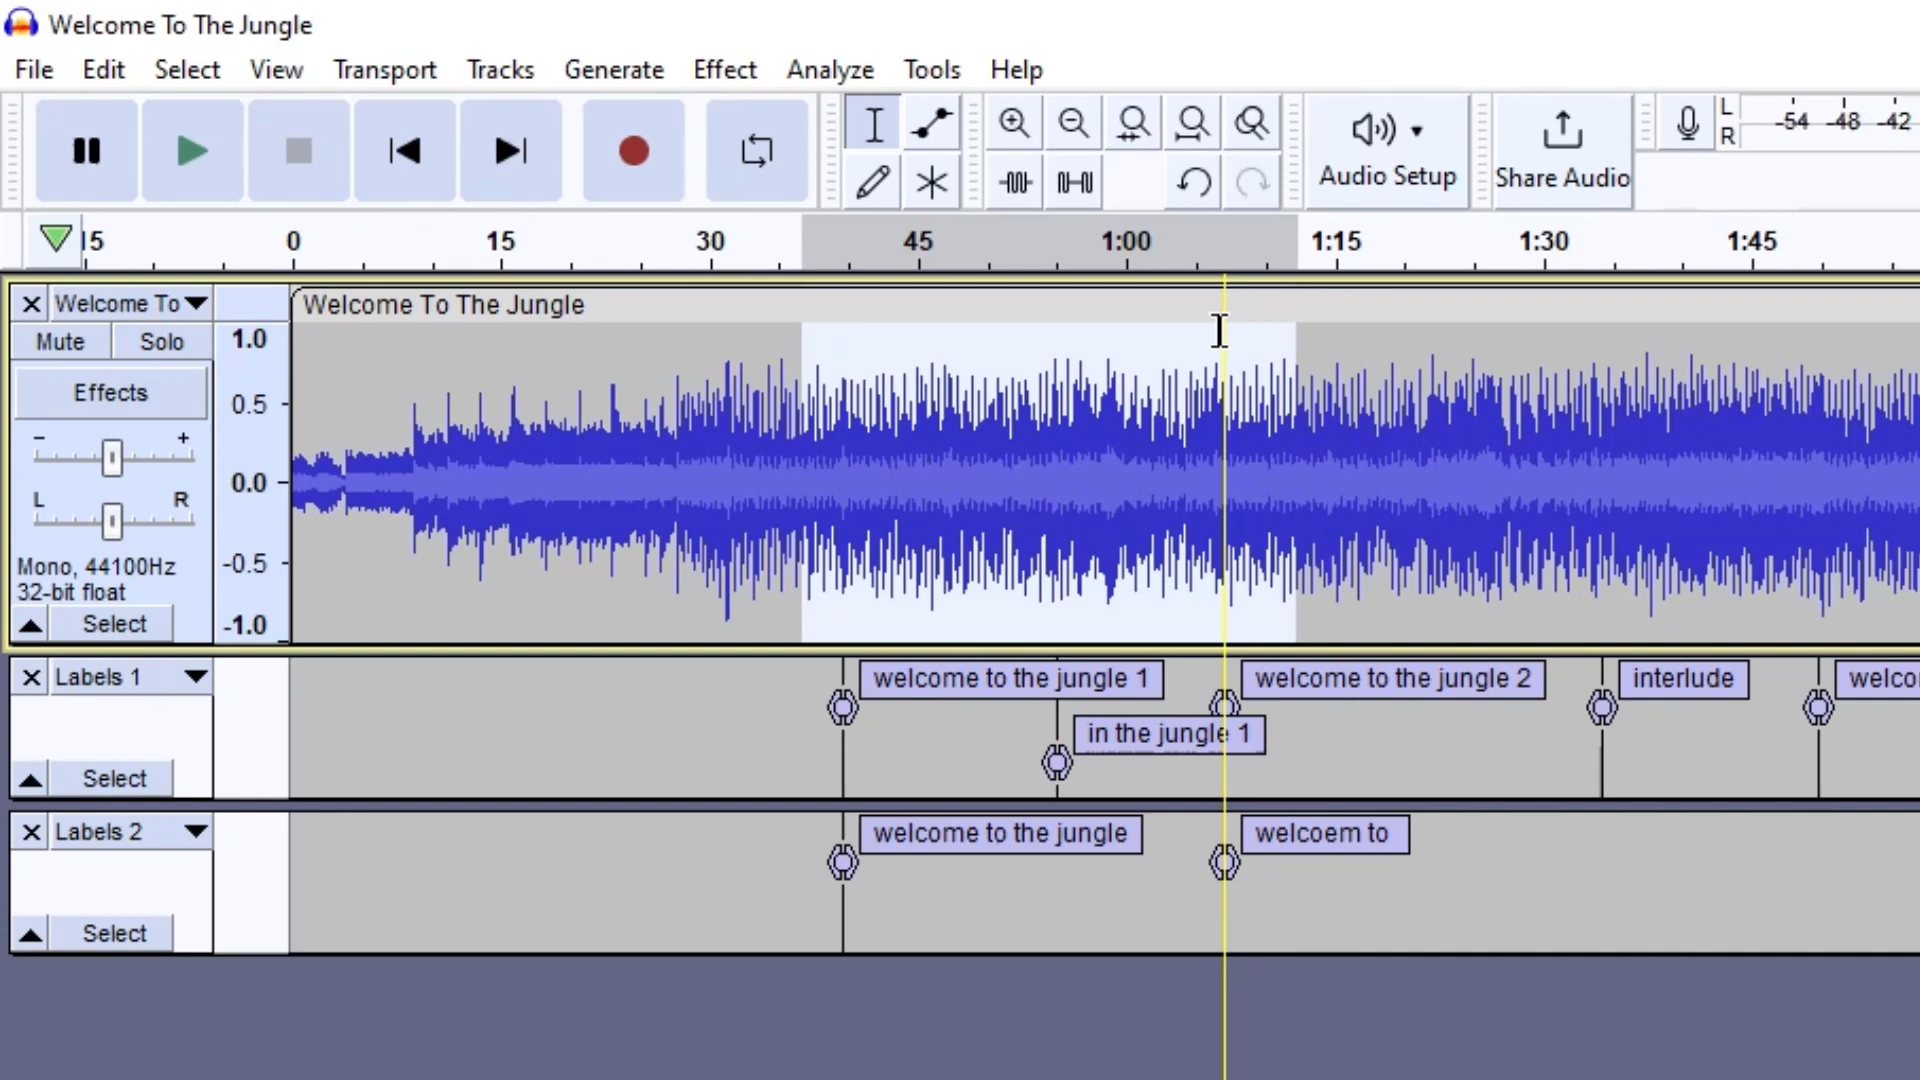 Welcome To The Jungle
File Edit Select View Transport Tracks Generate Effect Analyze Tools Help
L
R
-54 -48 -42
Audio Setup
Share Audio
15 0 15 30 45 1:00 1:15 1:30 1:45
Welcome To
Welcome To The Jungle
Mute Solo
Effects
- +
L R
Mono, 44100Hz
32-bit float
Select
1.0
0.5
0.0
-0.5
-1.0
Labels 1
welcome to the jungle 1
welcome to the jungle 2
interlude
in the jungle 1
Select
Labels 2
welcome to the jungle
welcoem to
Select